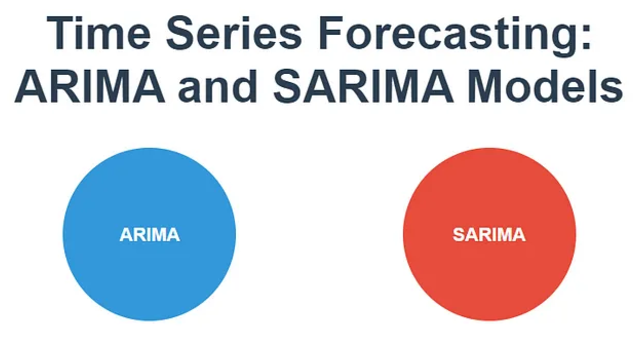 Time Series Forecasting:
ARIMA and SARIMA Models
ARIMA
SARIMA